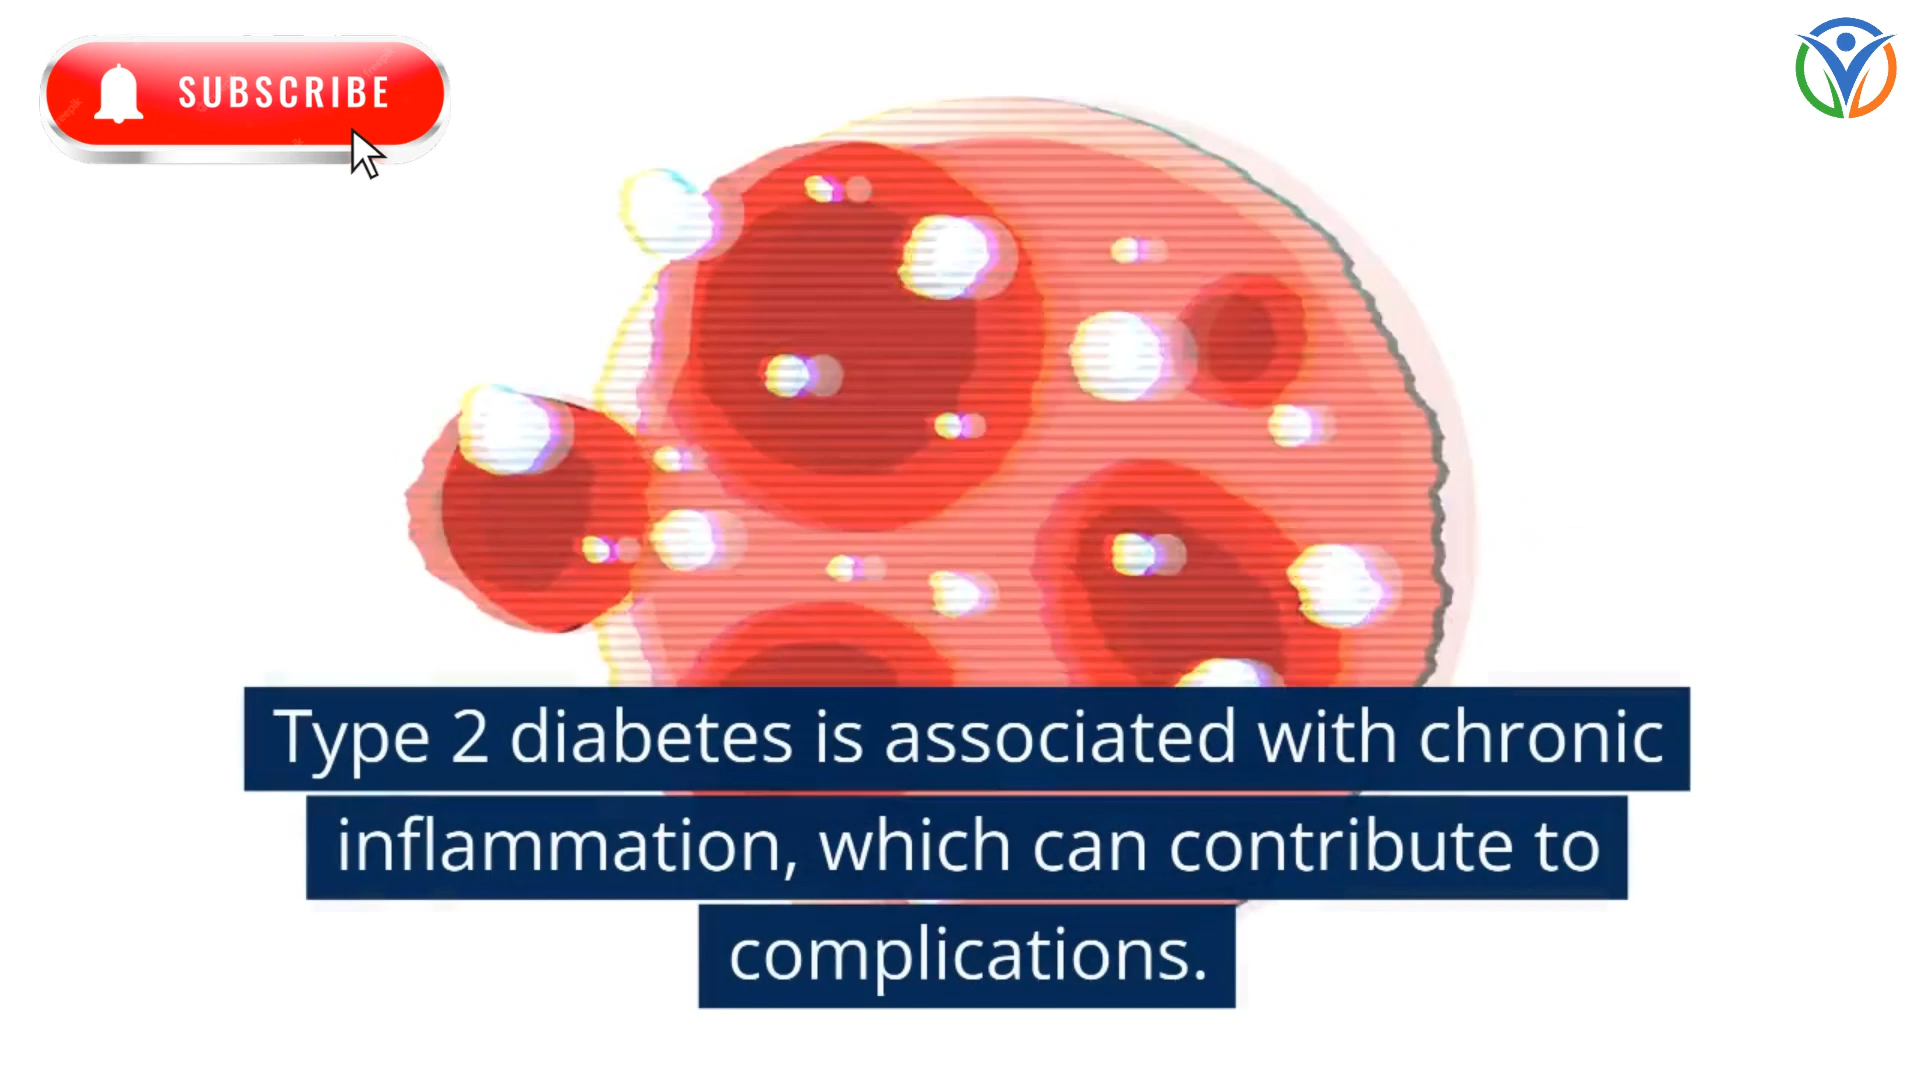 SUBSCRIBE
Type 2 diabetes is associated with chronic
inflammation, which can contribute to
complications.